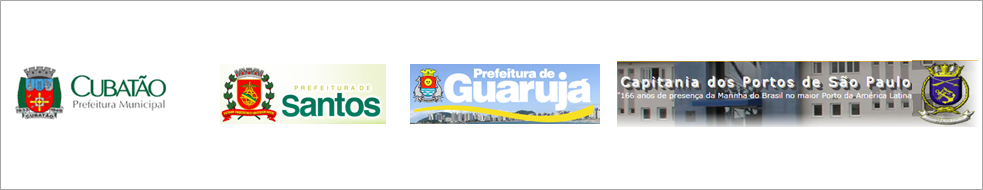 CUBATÃO
Prefeitura Municipal
CUBATÃO
PREFEITURA DE
Santos
Prefeitura de
Guarujá
Capitania dos Portos de São Paulo
"166 anos de presença da Marinha do Brasil no maior Porto da América Latina